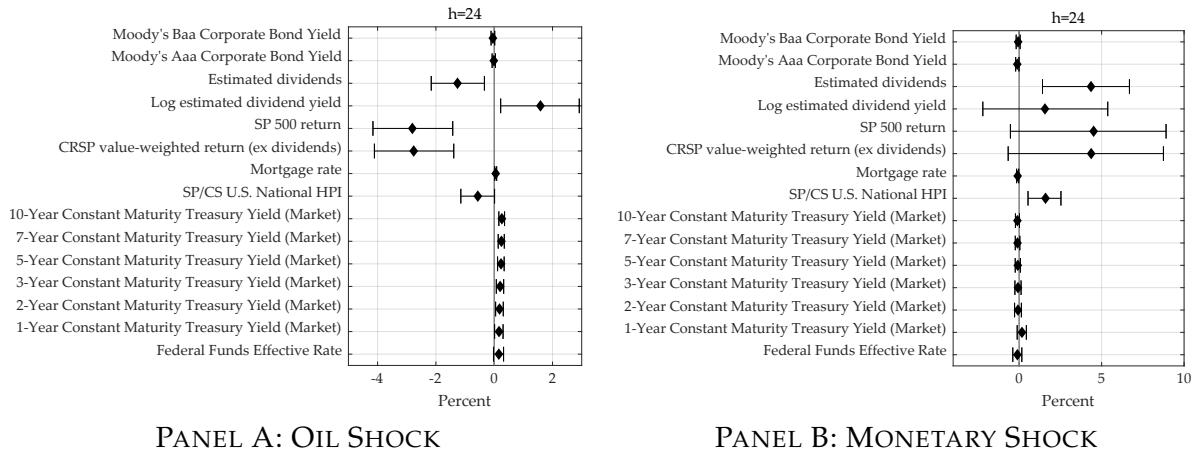 h=24
Moody's Baa Corporate Bond Yield
Moody's Aaa Corporate Bond Yield
Estimated dividends
Log estimated dividend yield
SP 500 return
CRSP value-weighted return (ex dividends)
Mortgage rate
SP/CS U.S. National HPI
10-Year Constant Maturity Treasury Yield (Market)
7-Year Constant Maturity Treasury Yield (Market)
5-Year Constant Maturity Treasury Yield (Market)
3-Year Constant Maturity Treasury Yield (Market)
2-Year Constant Maturity Treasury Yield (Market)
1-Year Constant Maturity Treasury Yield (Market)
Federal Funds Effective Rate
-4 -2 0 2
Percent
PANEL A: OIL SHOCK
h=24
Moody's Baa Corporate Bond Yield
Moody's Aaa Corporate Bond Yield
Estimated dividends
Log estimated dividend yield
SP 500 return
CRSP value-weighted return (ex dividends)
Mortgage rate
SP/CS U.S. National HPI
10-Year Constant Maturity Treasury Yield (Market)
7-Year Constant Maturity Treasury Yield (Market)
5-Year Constant Maturity Treasury Yield (Market)
3-Year Constant Maturity Treasury Yield (Market)
2-Year Constant Maturity Treasury Yield (Market)
1-Year Constant Maturity Treasury Yield (Market)
Federal Funds Effective Rate
0 5 10
Percent
PANEL B: MONETARY SHOCK